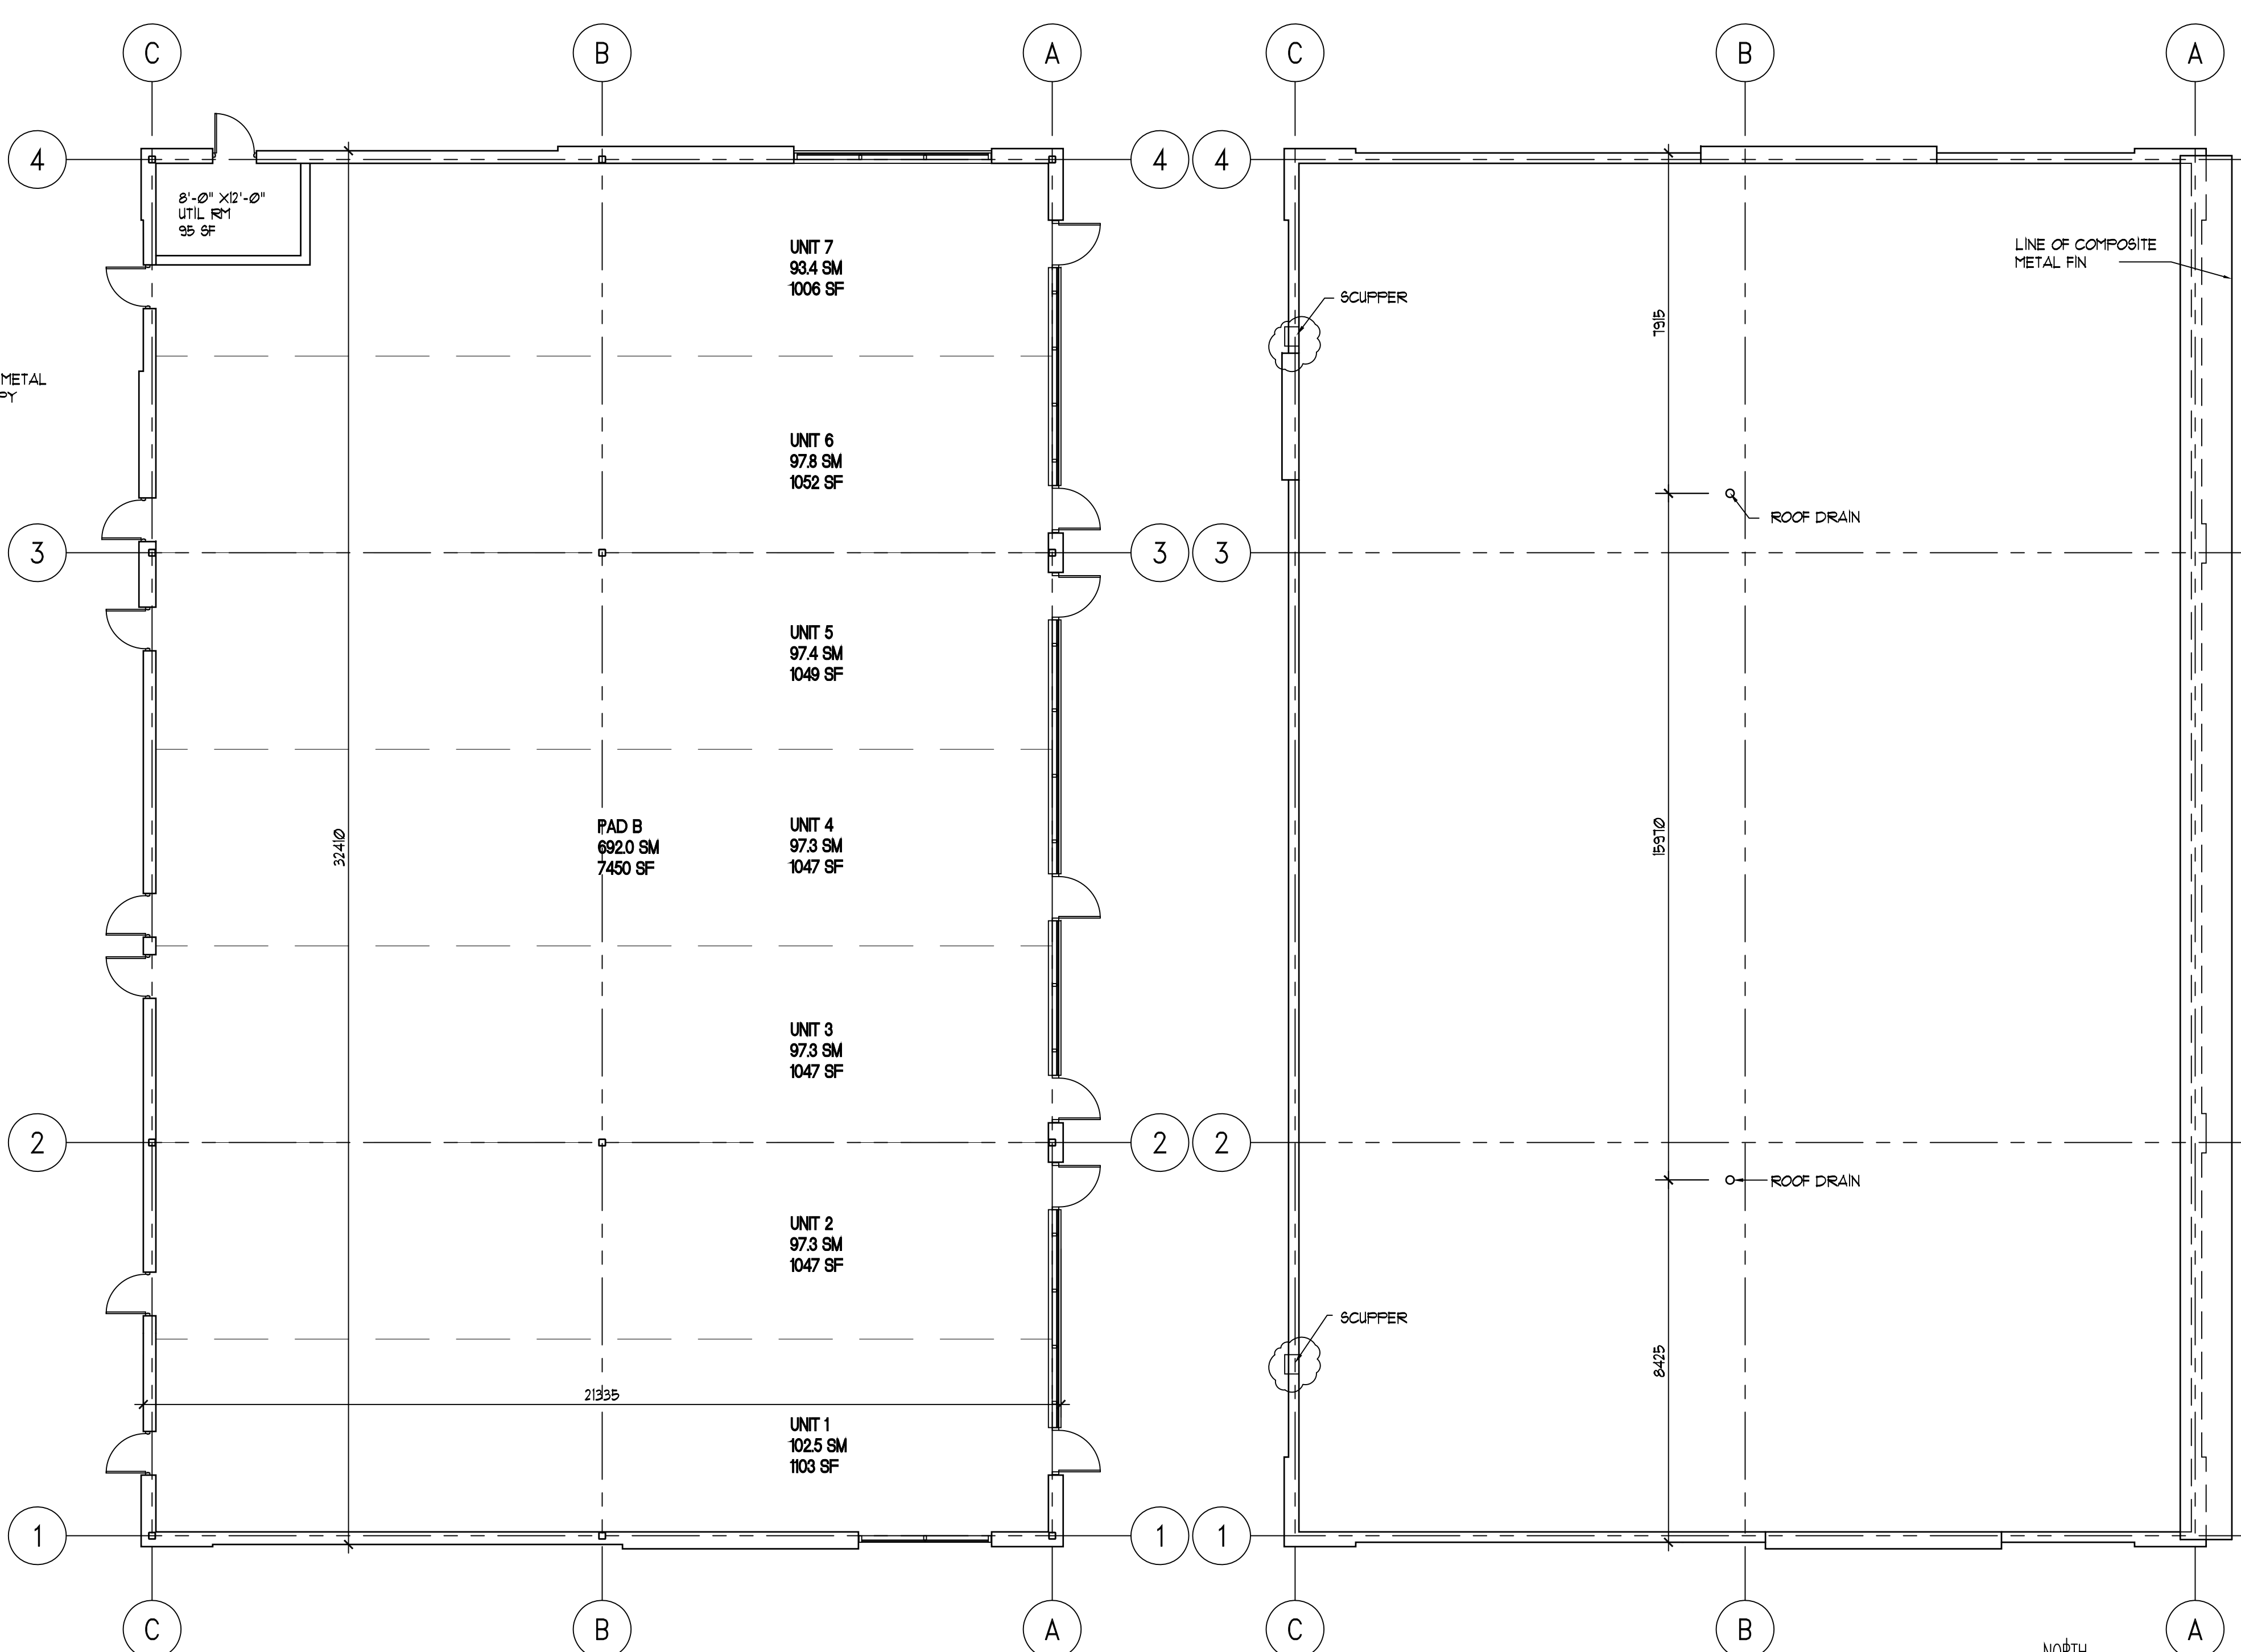 C
B
A
C
B
A
4
4
4
8'-0" X12'-0"
UTIL RM
95 SF
UNIT 7
93.4 SM
1006 SF
LINE OF COMPOSITE
METAL FIN
SCUPPER
7915
METAL
UNIT 6
97.8 SM
1052 SF
ROOF DRAIN
3
3
3
UNIT 5
97.4 SM
1049 SF
32410
PAD B
692.0 SM
7450 SF
UNIT 4
97.3 SM
1047 SF
15970
UNIT 3
97.3 SM
1047 SF
2
2
2
ROOF DRAIN
UNIT 2
97.3 SM
1047 SF
SCUPPER
8425
21335
UNIT 1
102.5 SM
1103 SF
1
1
1
C
B
A
C
B
A
NORTH